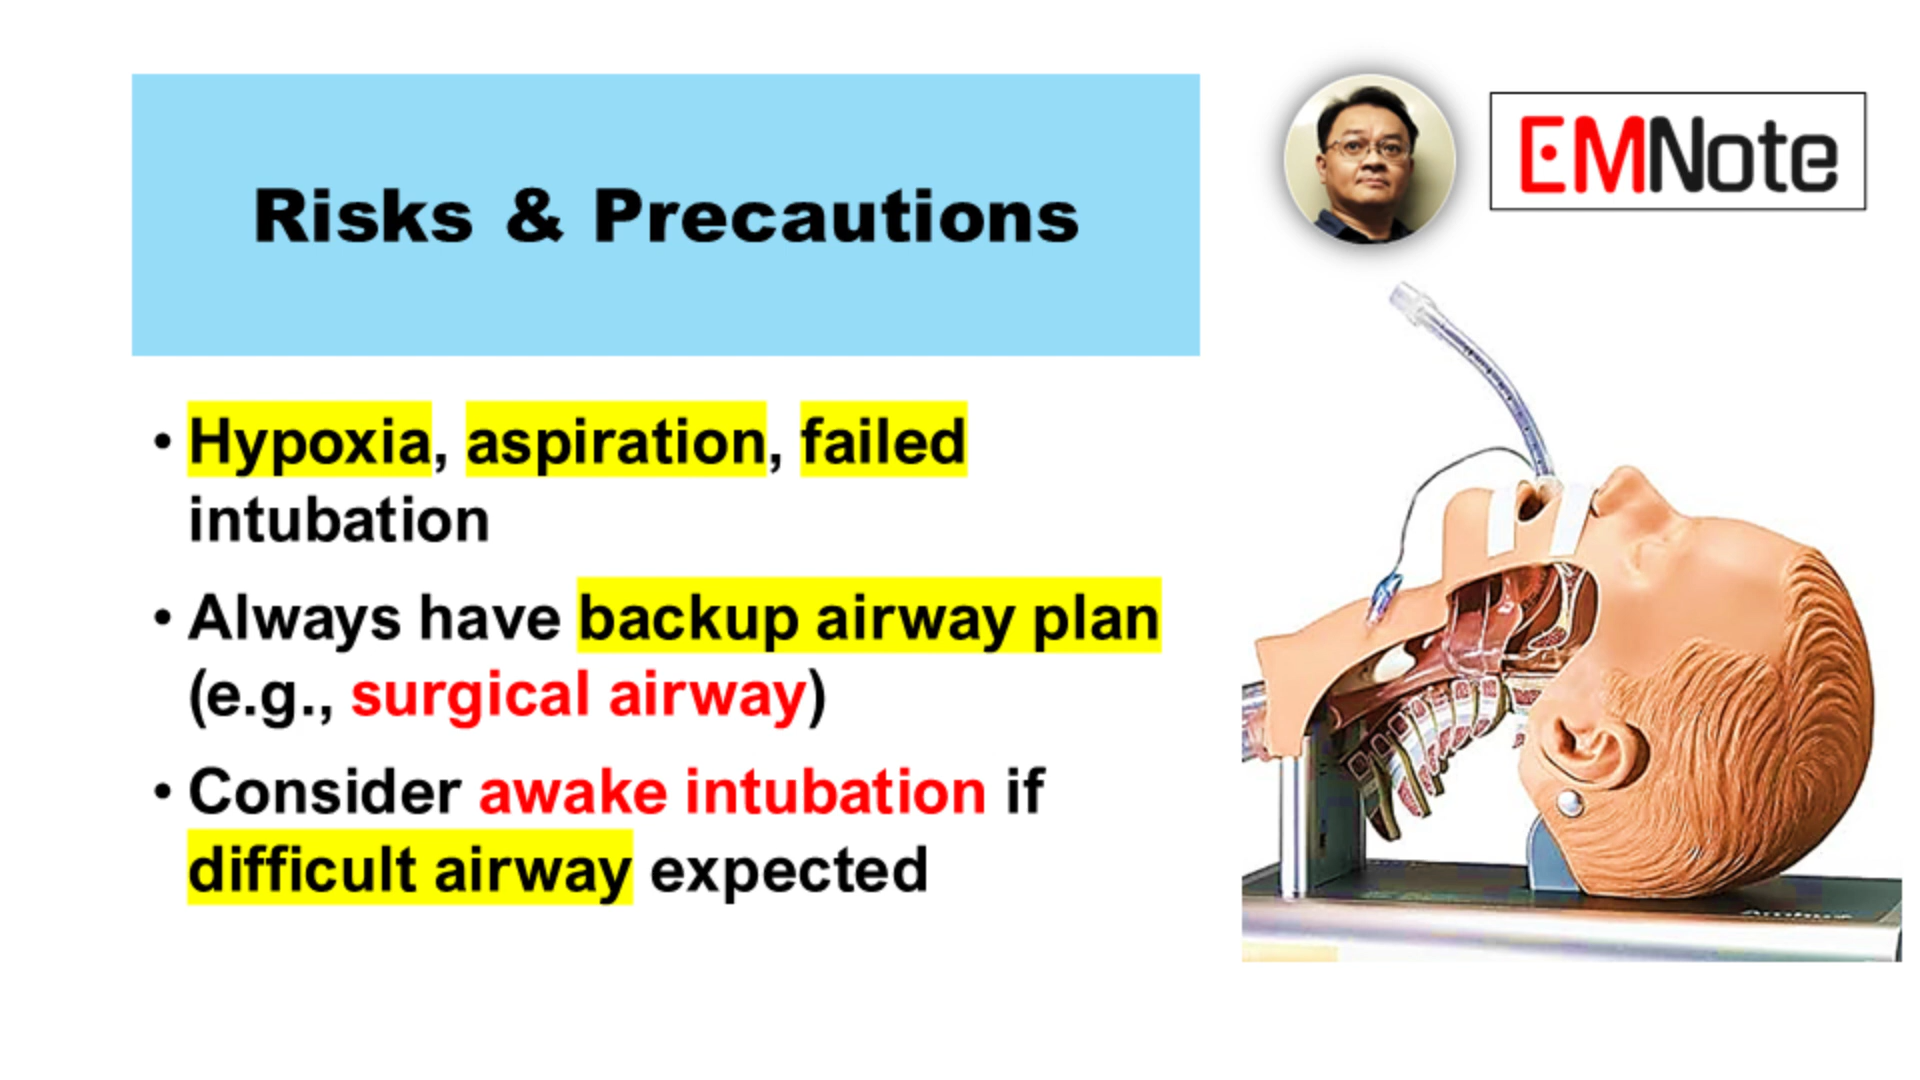 Risks & Precautions
EMNote
• Hypoxia, aspiration, failed
intubation
• Always have backup airway plan
(e.g., surgical airway)
• Consider awake intubation if
difficult airway expected